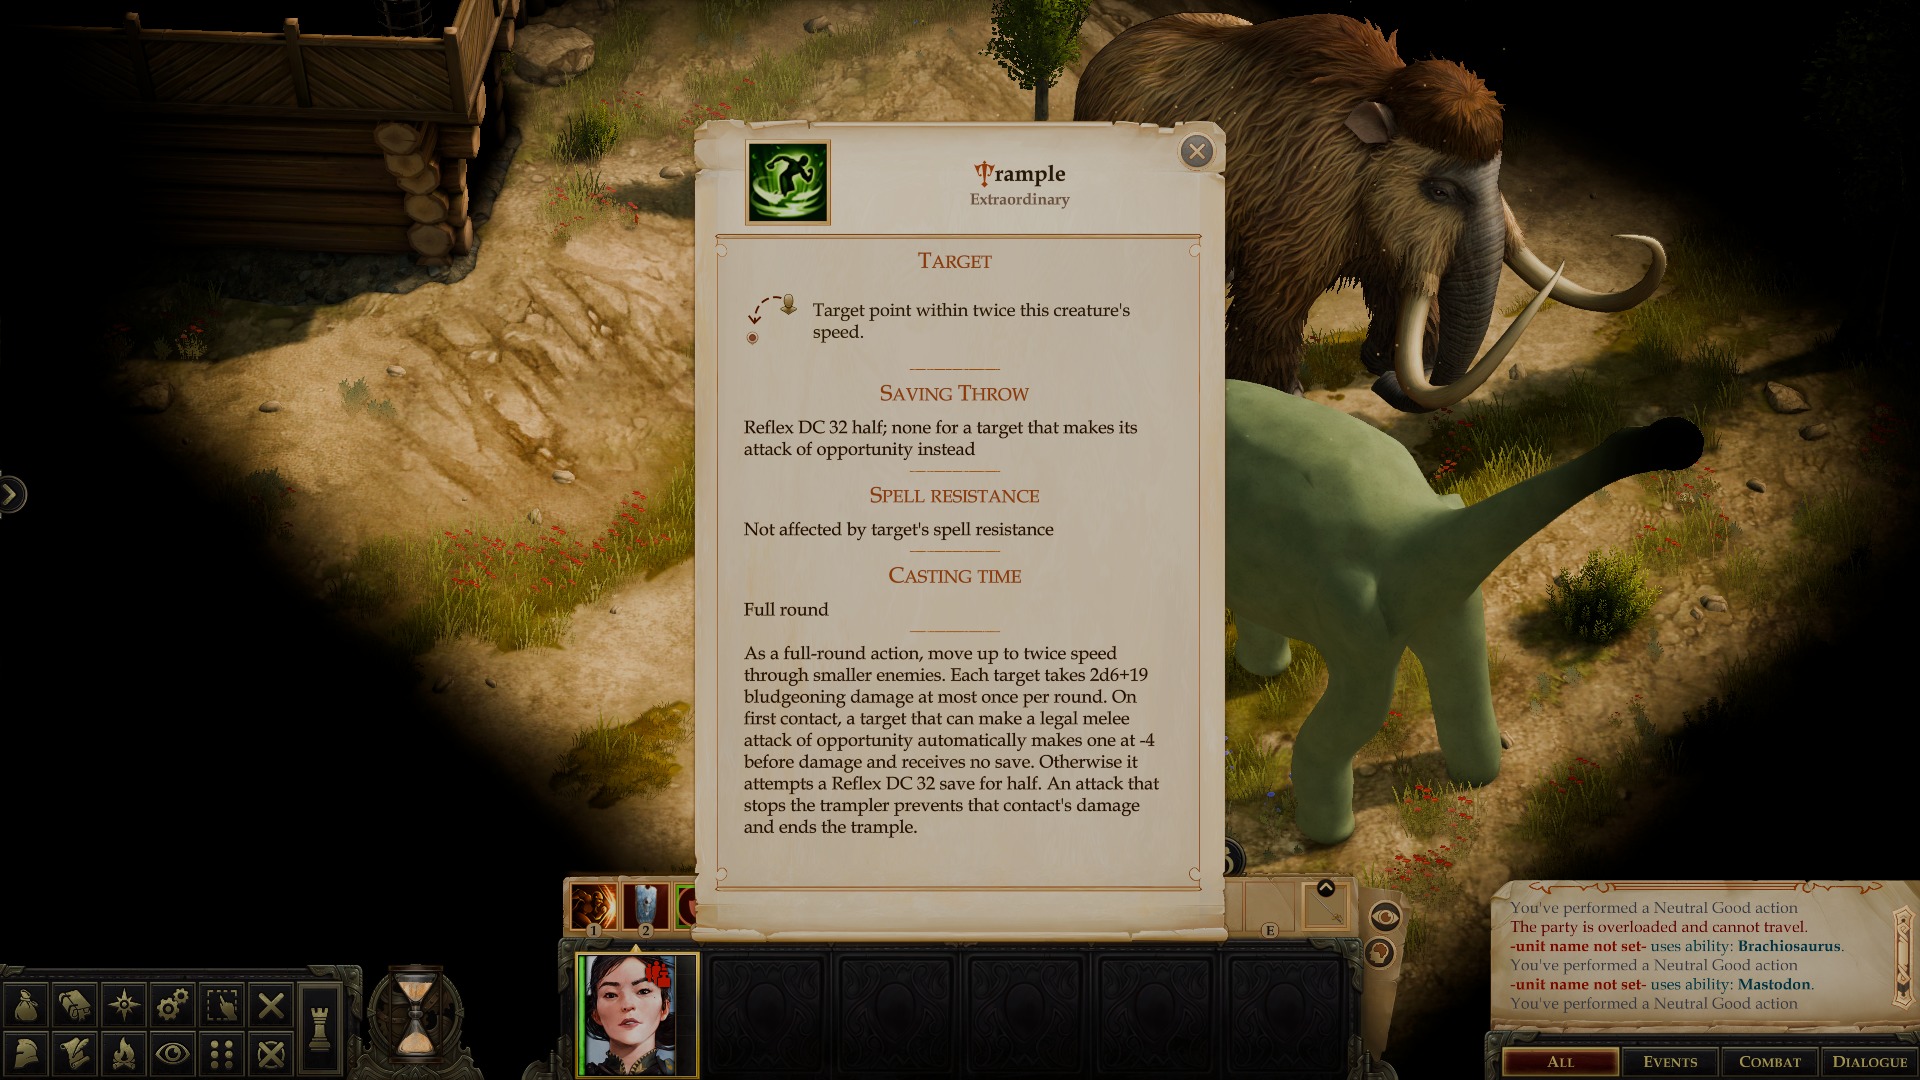 Trample
Extraordinary
TARGET
Target point within twice this creature's
speed.
SAVING THROW
Reflex DC 32 half; none for a target that makes its
attack of opportunity instead
SPELL RESISTANCE
Not affected by target's spell resistance
CASTING TIME
Full round
As a full-round action, move up to twice speed
through smaller enemies. Each target takes 2d6+19
bludgeoning damage at most once per round. On
first contact, a target that can make a legal melee
attack of opportunity automatically makes one at -4
before damage and receives no save. Otherwise it
attempts a Reflex DC 32 save for half. An attack that
stops the trampler prevents that contact's damage
and ends the trample.
1
2
E
You've performed a Neutral Good action
The party is overloaded and cannot travel.
-unit name not set- uses ability: Brachiosaurus.
You've performed a Neutral Good action
-unit name not set- uses ability: Mastodon.
You've performed a Neutral Good action
ALL
EVENTS
COMBAT
DIALOGUE